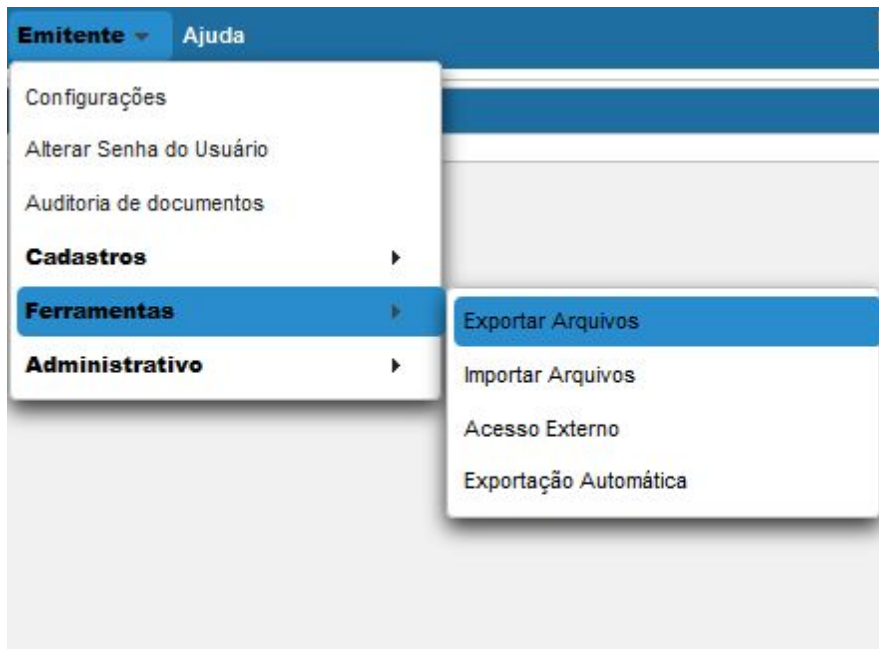 Emitente
Ajuda
Configurações
Alterar Senha do Usuário
Auditoria de documentos
Cadastros
Ferramentas
Administrativo
Exportar Arquivos
Importar Arquivos
Acesso Externo
Exportação Automática